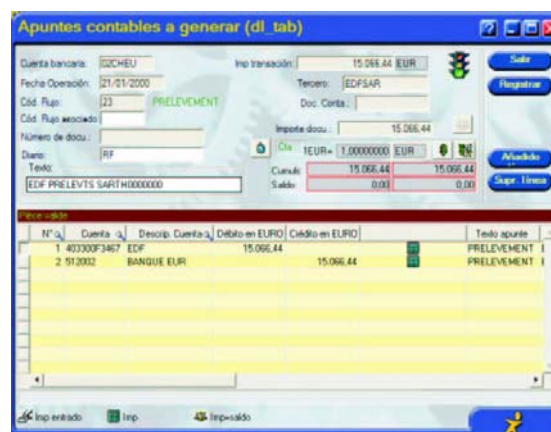 Apuntes contables a generar (dl_tab)
Cuenta bancaria: 02CHEU Imp transación: 15.066,44 EUR Salir
Fecha Operación: 21/01/2000 Tercero: EDFSAR Registrar
Cód. Flujo: 23 PRELEVEMENT Doc. Conta.:
Cód. Flujo asociado
Número de docu.: Importe docu.: 15.066,44
Diario: RF Cta 1EUR= 1,00000000 EUR Añadido
Texto: Cumulo: 15.066,44 15.066,44
EDF PRELEVTS SARTH0000000 Saldo: 0,00 0,00 Supr. línea
Pièce valide
N° Cuenta Descrip. Cuenta Débito en EURO Crédito en EURO Texto apunte
1 403300F3467 EDF 15.066,44 PRELEVEMENT
2 512002 BANQUE EUR 15.066,44 PRELEVEMENT
Imp entrado Imp Imp=saldo